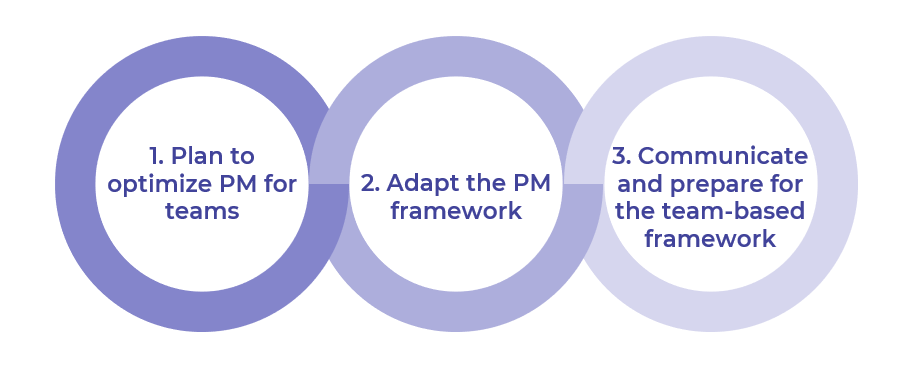 1. Plan to
optimize PM for
teams
2. Adapt the PM
framework
3. Communicate
and prepare for
the team-based
framework